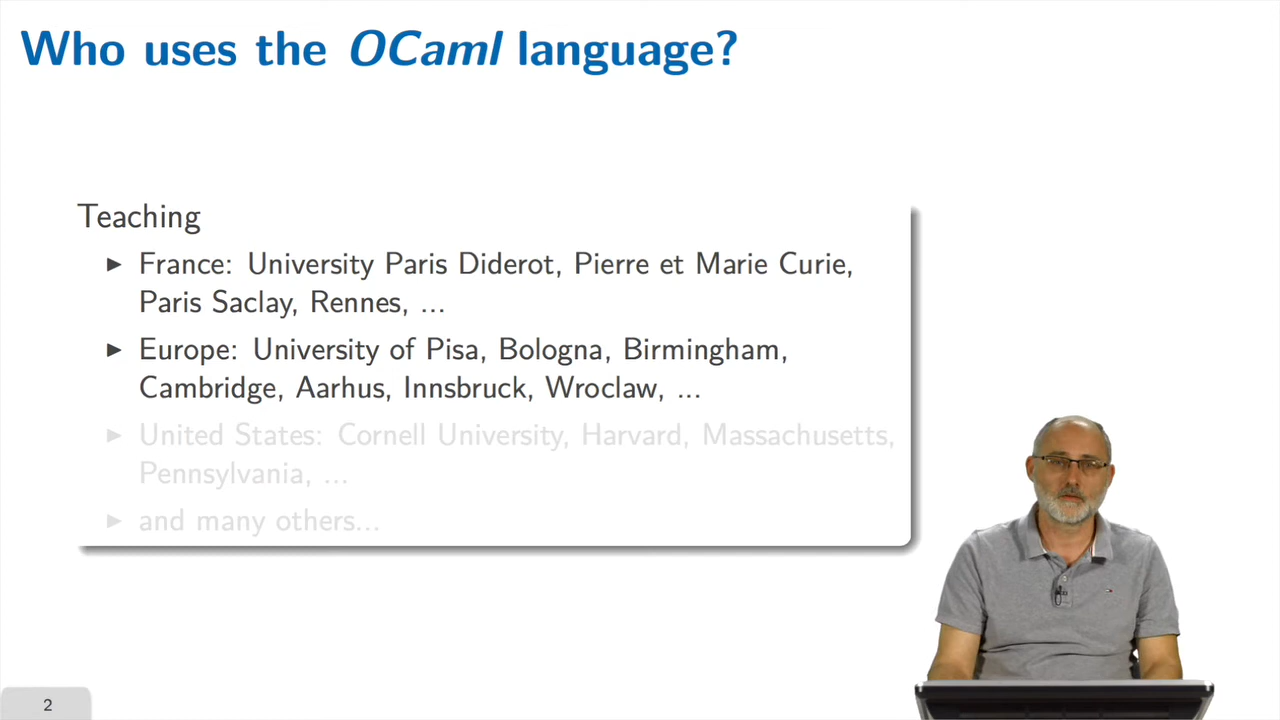 Who uses the OCaml language?
Teaching
▶ France: University Paris Diderot, Pierre et Marie Curie,
Paris Saclay, Rennes, ...
▶ Europe: University of Pisa, Bologna, Birmingham,
Cambridge, Aarhus, Innsbruck, Wroclaw, ...
▶ United States: Cornell University, Harvard, Massachusetts,
Pennsylvania, ...
▶ and many others...
2